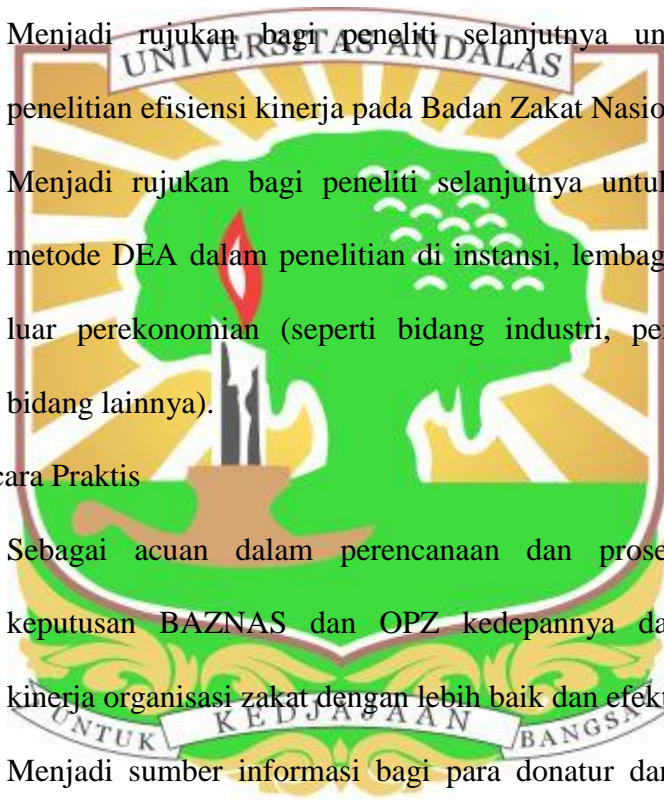 Menjadi rujukan bagi peneliti selanjutnya un
UNIVERSITAS ANDALAS
penelitian efisiensi kinerja pada Badan Zakat Nasio
Menjadi rujukan bagi peneliti selanjutnya untuk
metode DEA dalam penelitian di instansi, lembag
luar perekonomian (seperti bidang industri, pe
bidang lainnya).
cara Praktis
Sebagai acuan dalam perencanaan dan prose
keputusan BAZNAS dan OPZ kedepannya da
kinerja organisasi zakat dengan lebih baik dan efekt
UNTUK KEDJAJAAN BANGSA
Menjadi sumber informasi bagi para donatur dan